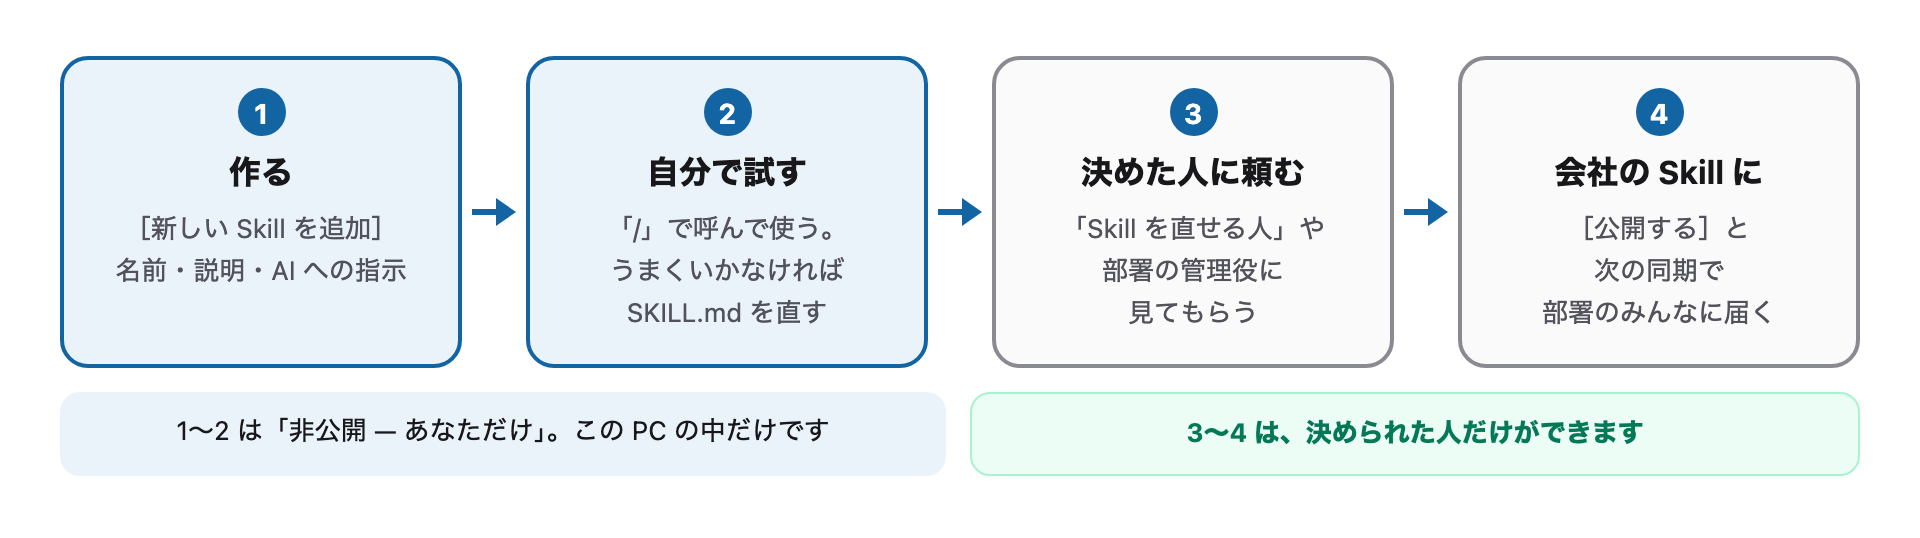 1
作る
［新しい Skill を追加］
名前・説明・AI への指示
2
自分で試す
「/」で呼んで使う。
うまくいかなければ
SKILL.md を直す
3
決めた人に頼む
「Skill を直せる人」や
部署の管理役に
見てもらう
4
会社の Skill に
［公開する］と
次の同期で
部署のみんなに届く
1〜2 は「非公開 — あなただけ」。この PC の中だけです
3〜4 は、決められた人だけができます